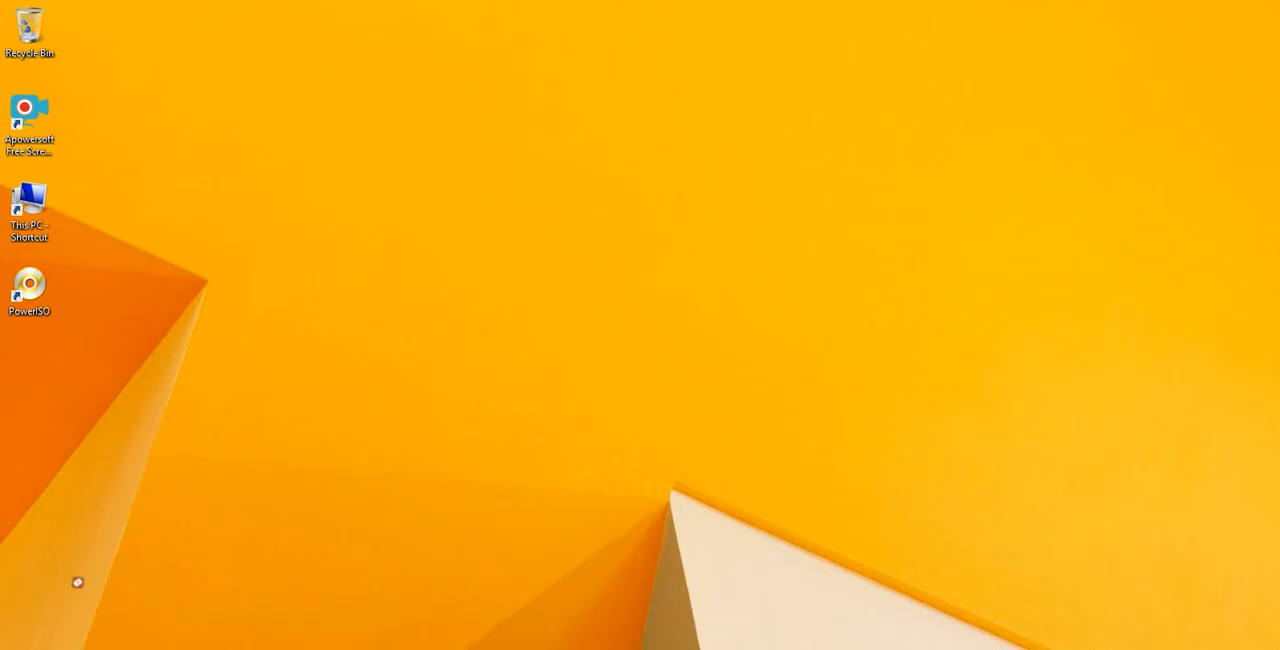 Recycle Bin
Apowersoft
Free Scre...
This PC -
Shortcut
PowerISO